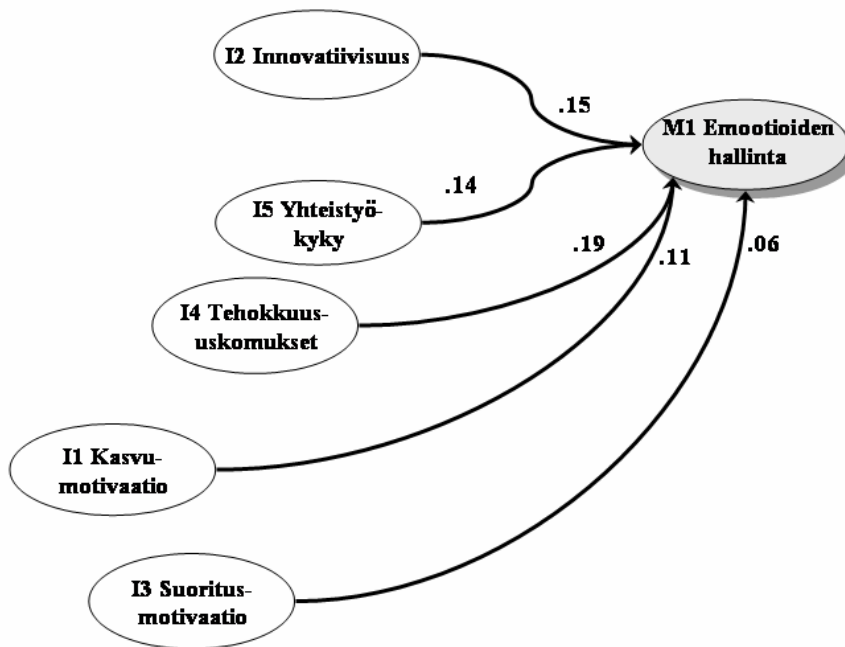 I2 Innovatiivisuus
.15
M1 Emootioiden
hallinta
.14
I5 Yhteistyö-
kyky
.19
.11
.06
I4 Tehokkuus-
uskomukset
I1 Kasvu-
motivaatio
I3 Suoritus-
motivaatio